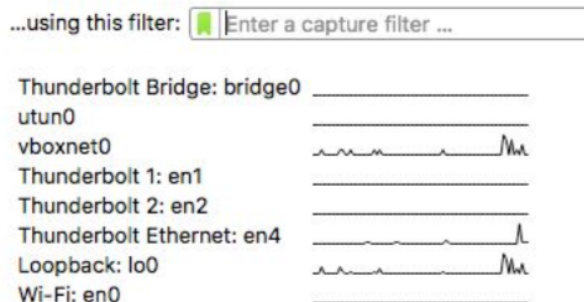 ...using this filter: Enter a capture filter ...
Thunderbolt Bridge: bridge0
utun0
vboxnet0
Thunderbolt 1: en1
Thunderbolt 2: en2
Thunderbolt Ethernet: en4
Loopback: lo0
Wi-Fi: en0